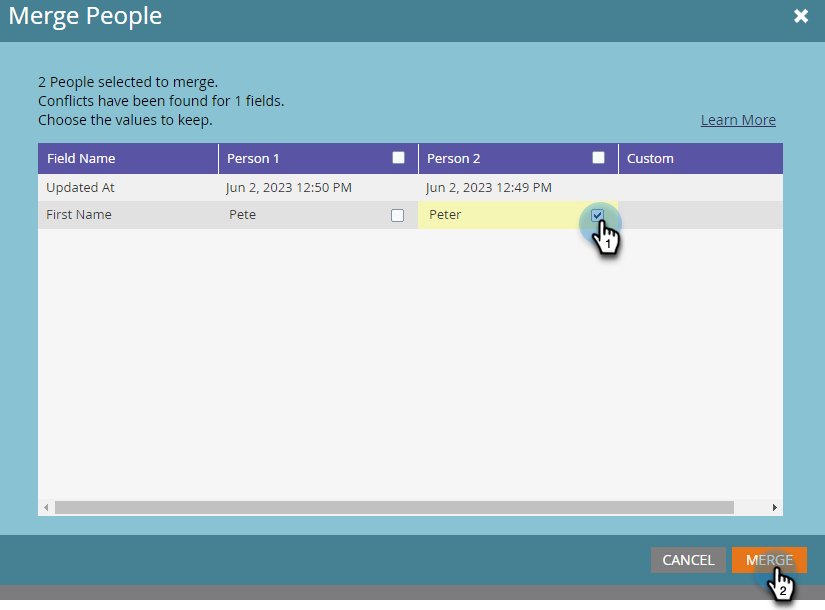 Merge People
2 People selected to merge.
Conflicts have been found for 1 fields.
Choose the values to keep.
Learn More
Field Name Person 1 Person 2 Custom
Updated At Jun 2, 2023 12:50 PM Jun 2, 2023 12:49 PM
First Name Pete Peter
1
CANCEL MERGE
2